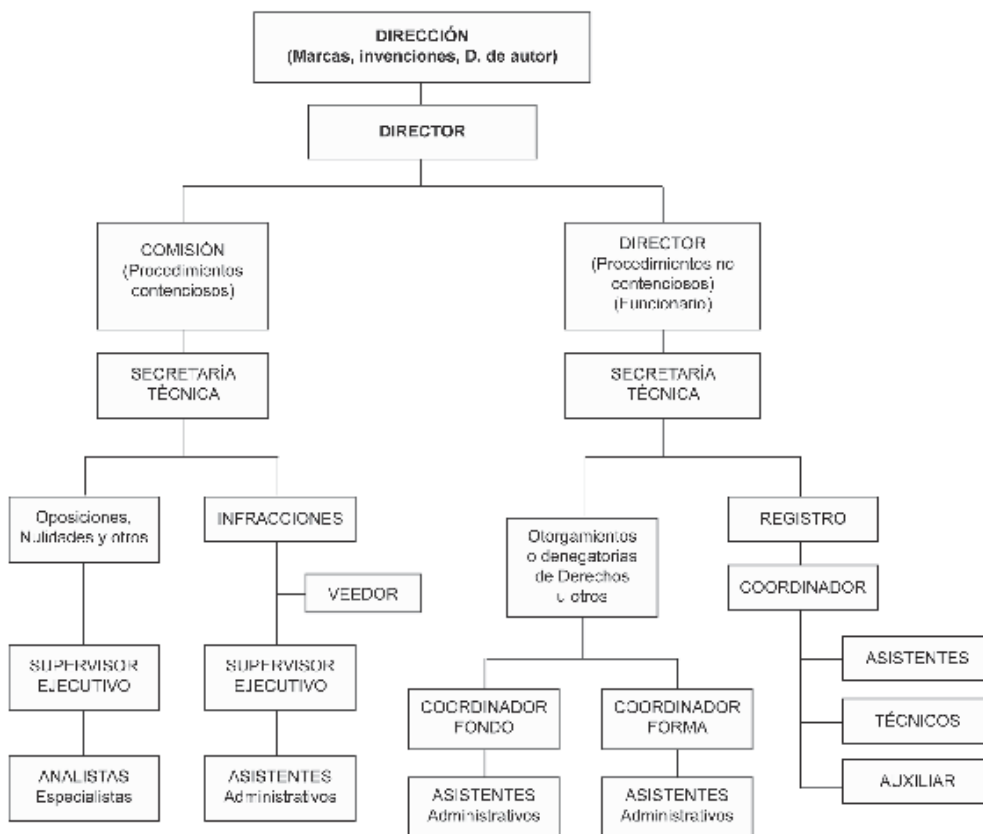 DIRECCIÓN
(Marcas, invenciones, D. de autor)
DIRECTOR
COMISIÓN
(Procedimientos
contenciosos)
DIRECTOR
(Procedimientos no
contenciosos)
(Funcionario)
SECRETARÍA
TÉCNICA
SECRETARÍA
TÉCNICA
Oposiciones,
Nulidades y otros
INFRACCIONES
VEEDOR
SUPERVISOR
EJECUTIVO
SUPERVISOR
EJECUTIVO
ANALISTAS
Especialistas
ASISTENTES
Administrativos
Otorgamientos
o denegatorias
de Derechos
u otros
REGISTRO
COORDINADOR
ASISTENTES
TÉCNICOS
AUXILIAR
COORDINADOR
FONDO
COORDINADOR
FORMA
ASISTENTES
Administrativos
ASISTENTES
Administrativos